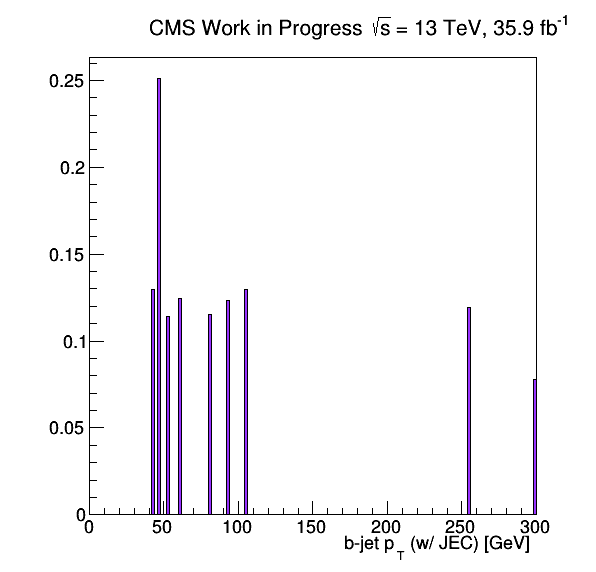 CMS Work in Progress √s = 13 TeV, 35.9 fb-1
0.25
0.2
0.15
0.1
0.05
0
0 50 100 150 200 250 300
b-jet pT (w/ JEC) [GeV]